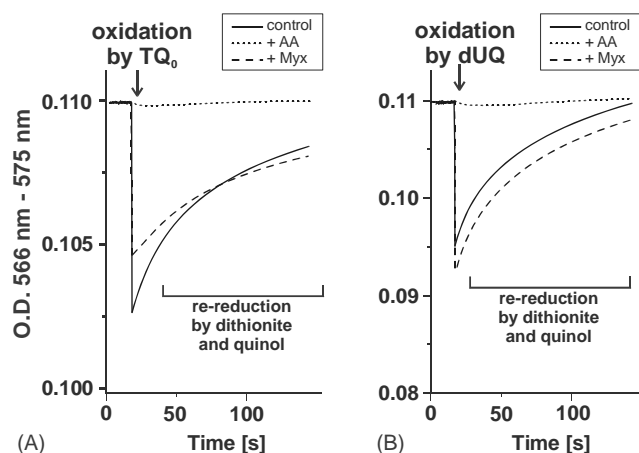 oxidation
by TQ₀
control
+ AA
+ Myx
oxidation
by dUQ
control
+ AA
+ Myx
O.D. 566 nm - 575 nm
0.110
0.105
0.100
re-reduction
by dithionite
and quinol
0 50 100
Time [s]
(A)
0.11
0.10
0.09
0.08
re-reduction
by dithionite
and quinol
0 50 100
Time [s]
(B)